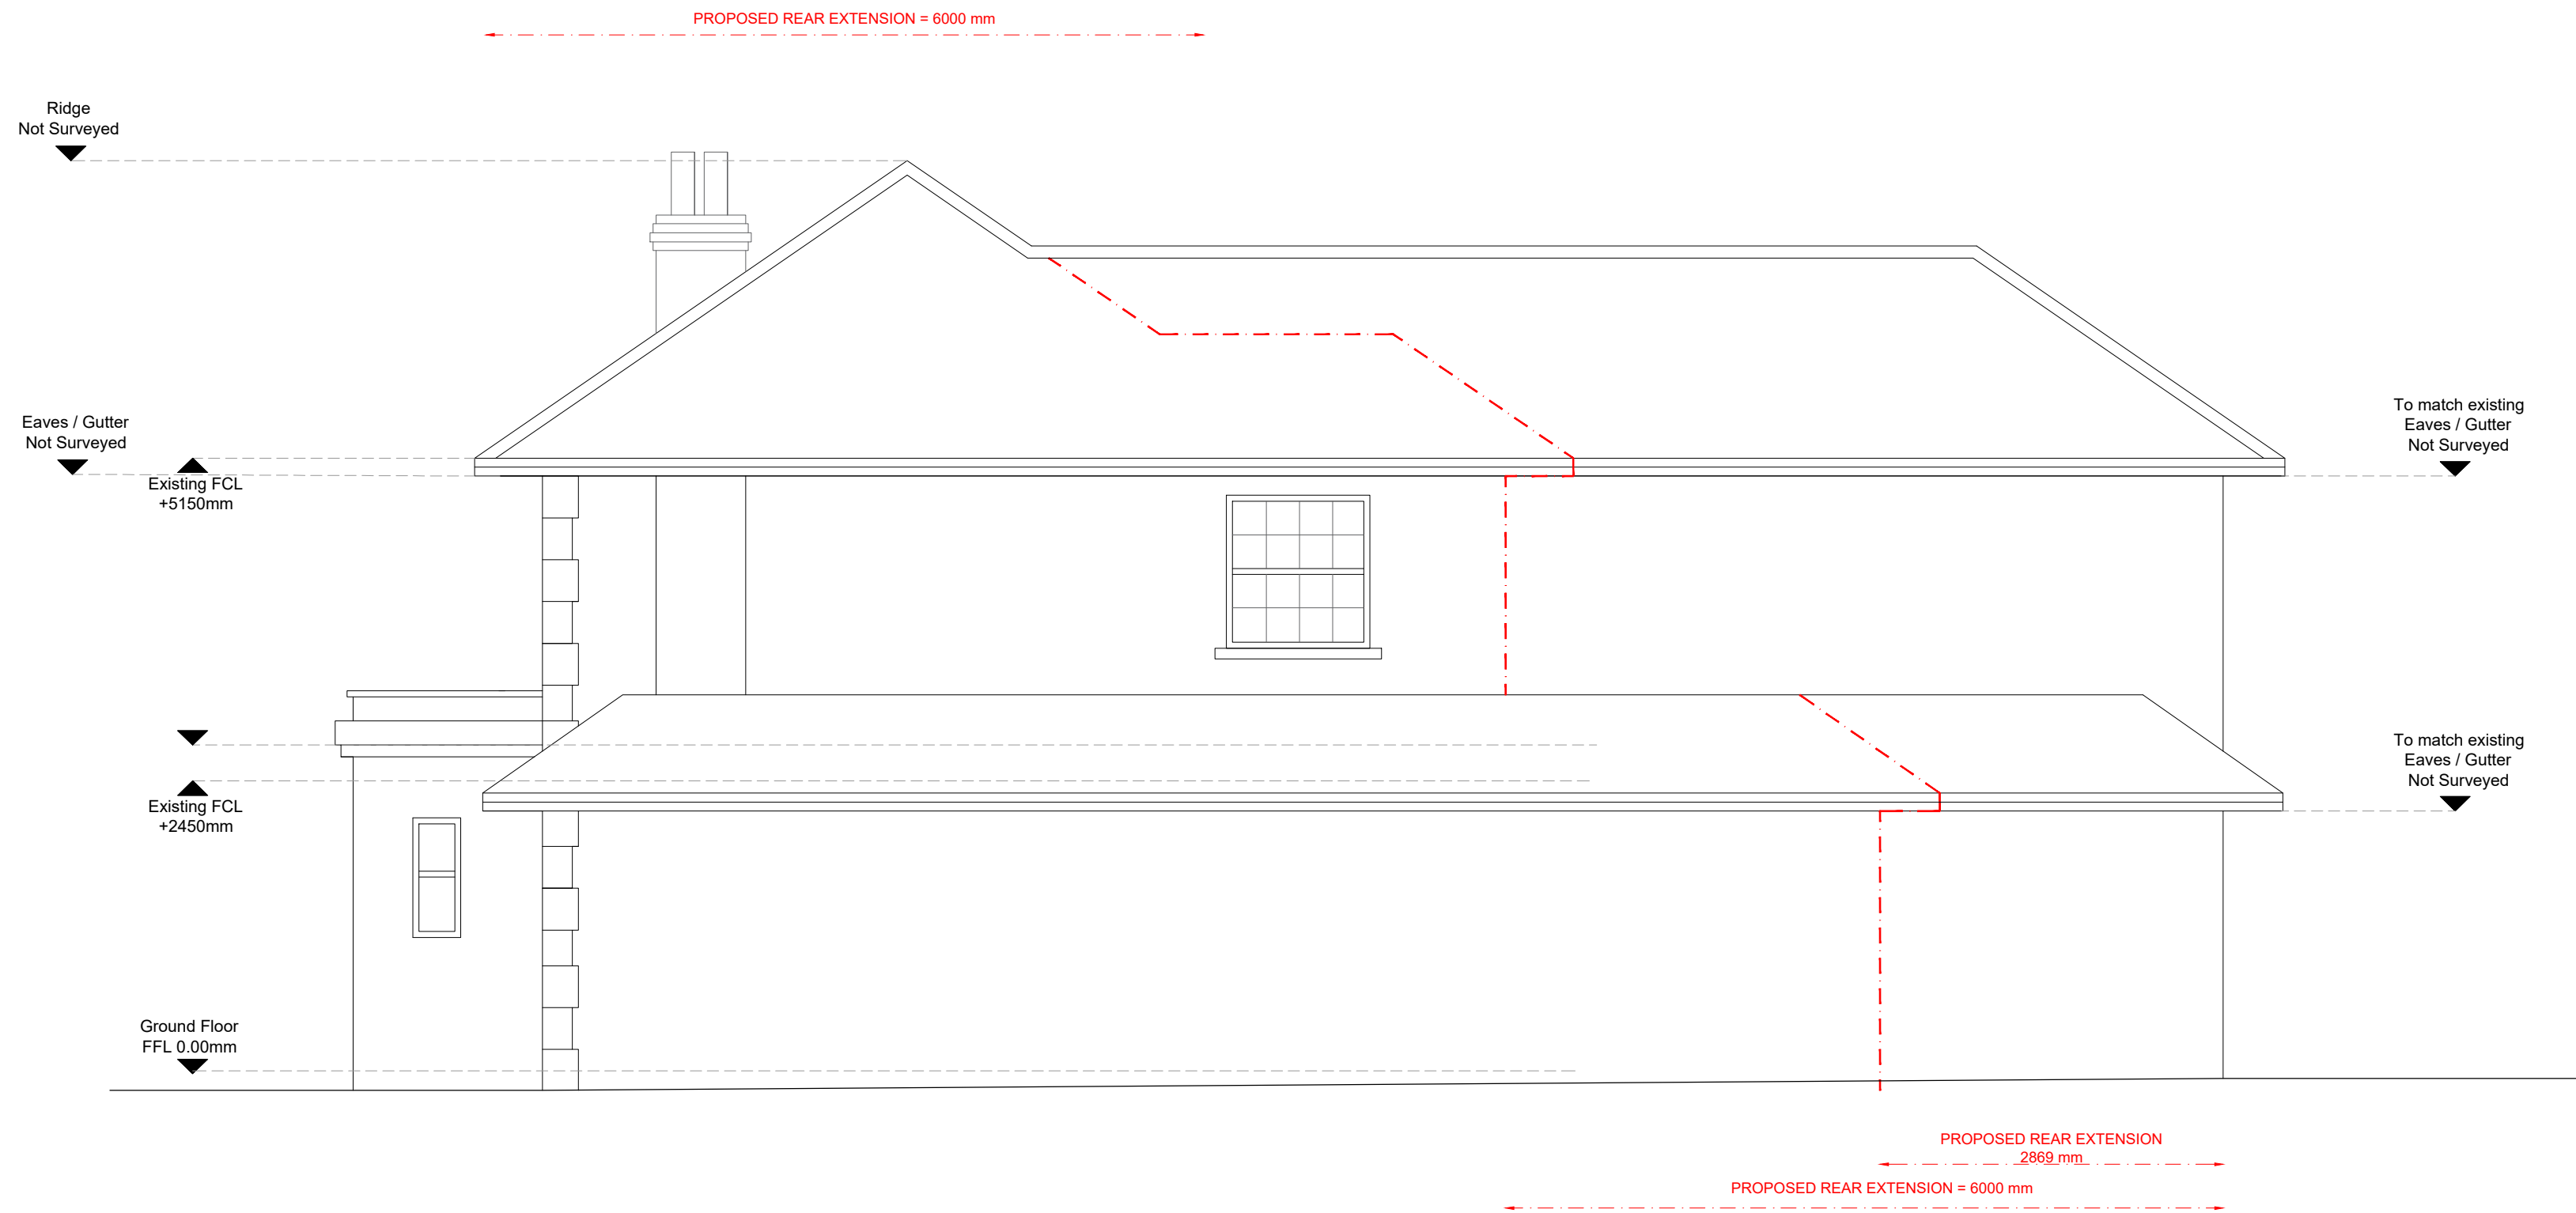 PROPOSED REAR EXTENSION = 6000 mm
Ridge
Not Surveyed
Eaves / Gutter
Not Surveyed
Existing FCL
+5150mm
To match existing
Eaves / Gutter
Not Surveyed
Existing FCL
+2450mm
To match existing
Eaves / Gutter
Not Surveyed
Ground Floor
FFL 0.00mm
PROPOSED REAR EXTENSION
2869 mm
PROPOSED REAR EXTENSION = 6000 mm